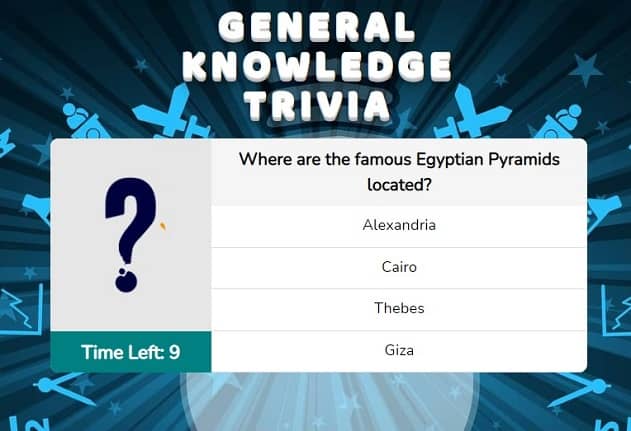 GENERAL
KNOWLEDGE
TRIVIA
Where are the famous Egyptian Pyramids
located?
Alexandria
Cairo
Thebes
Giza
?
Time Left: 9